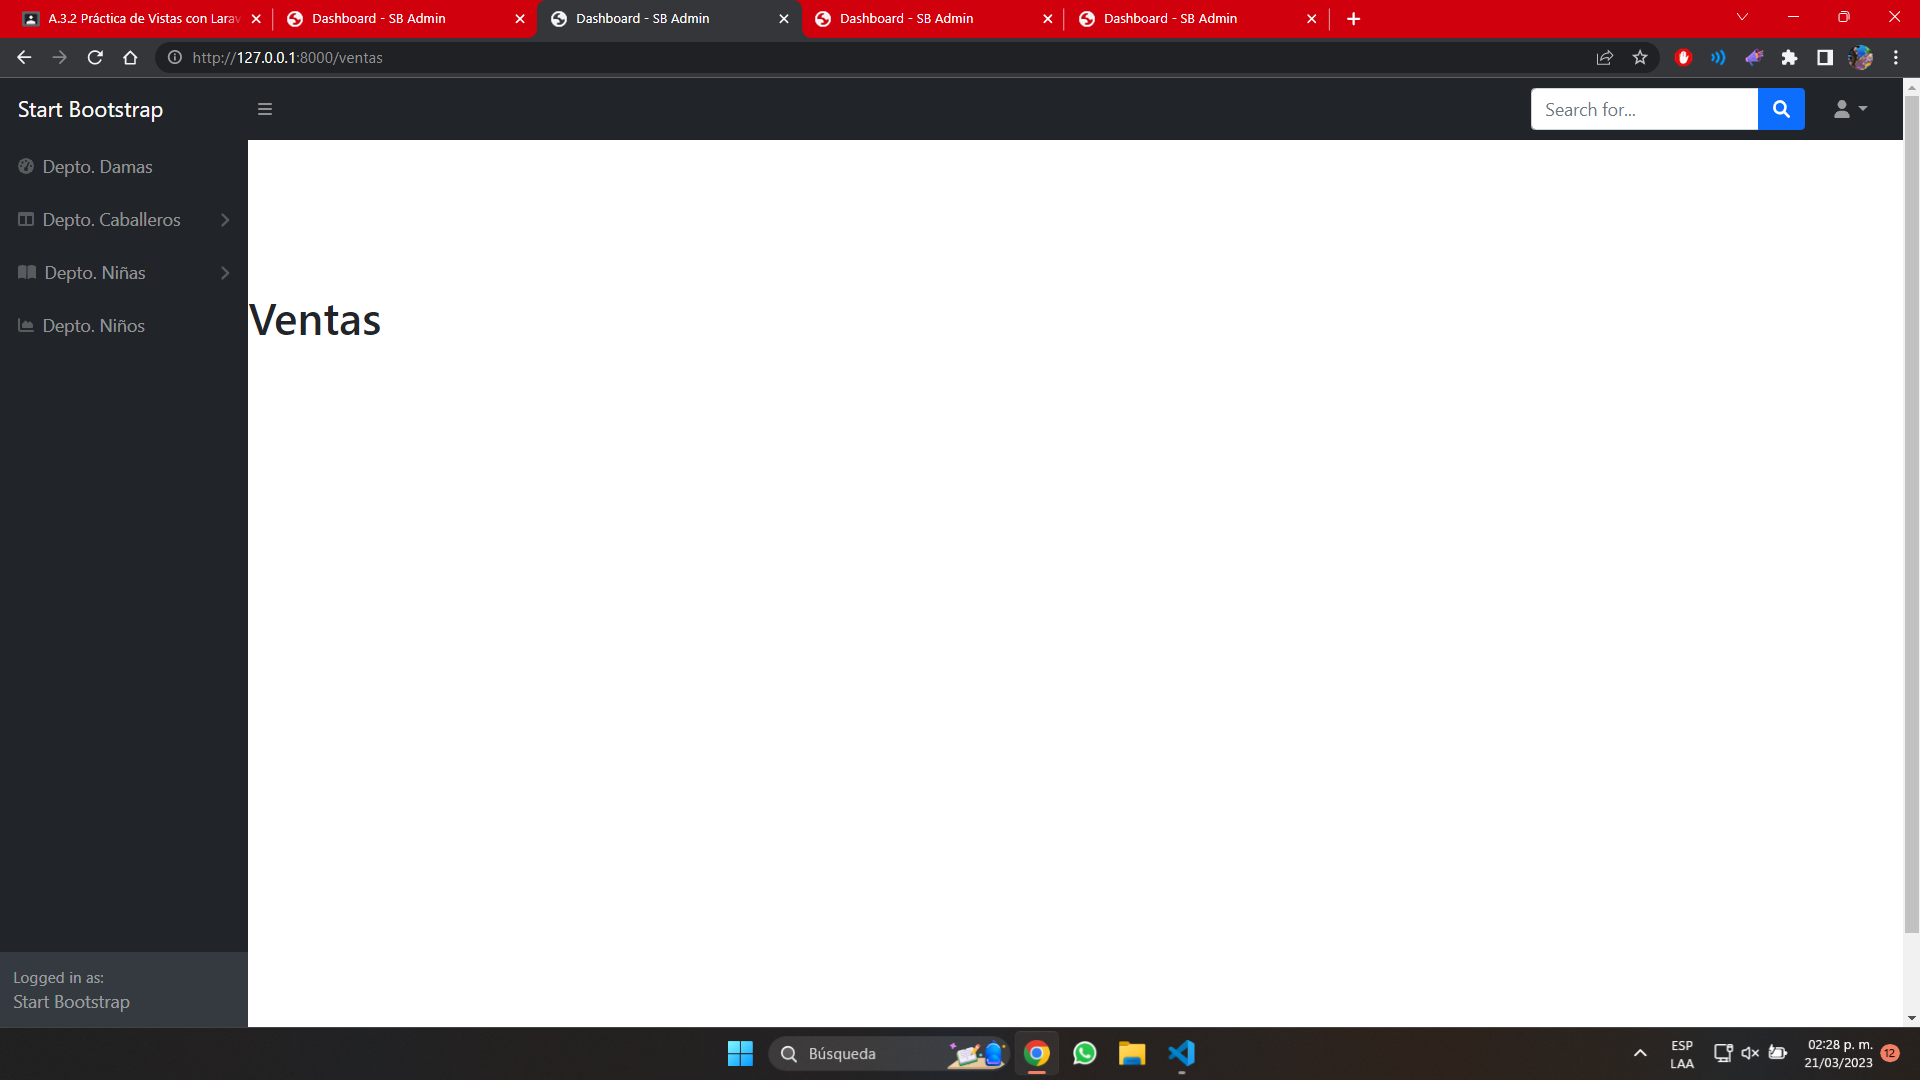 A.3.2 Práctica de Vistas con Larav
Dashboard - SB Admin
Dashboard - SB Admin
Dashboard - SB Admin
Dashboard - SB Admin
http://127.0.0.1:8000/ventas
Start Bootstrap
Search for...
Depto. Damas
Depto. Caballeros
Depto. Niñas
Depto. Niños
Ventas
Logged in as:
Start Bootstrap
Búsqueda
ESP
LAA
02:28 p. m.
21/03/2023
12